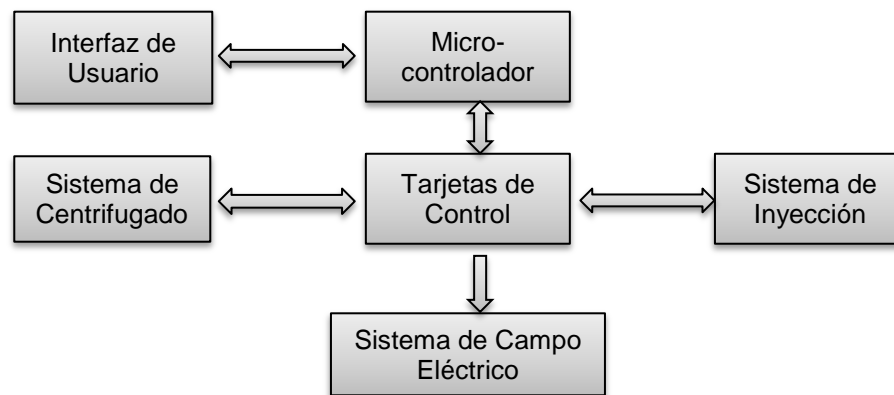 Interfaz de
Usuario
Micro-
controlador
Sistema de
Centrifugado
Tarjetas de
Control
Sistema de
Inyección
Sistema de Campo
Eléctrico